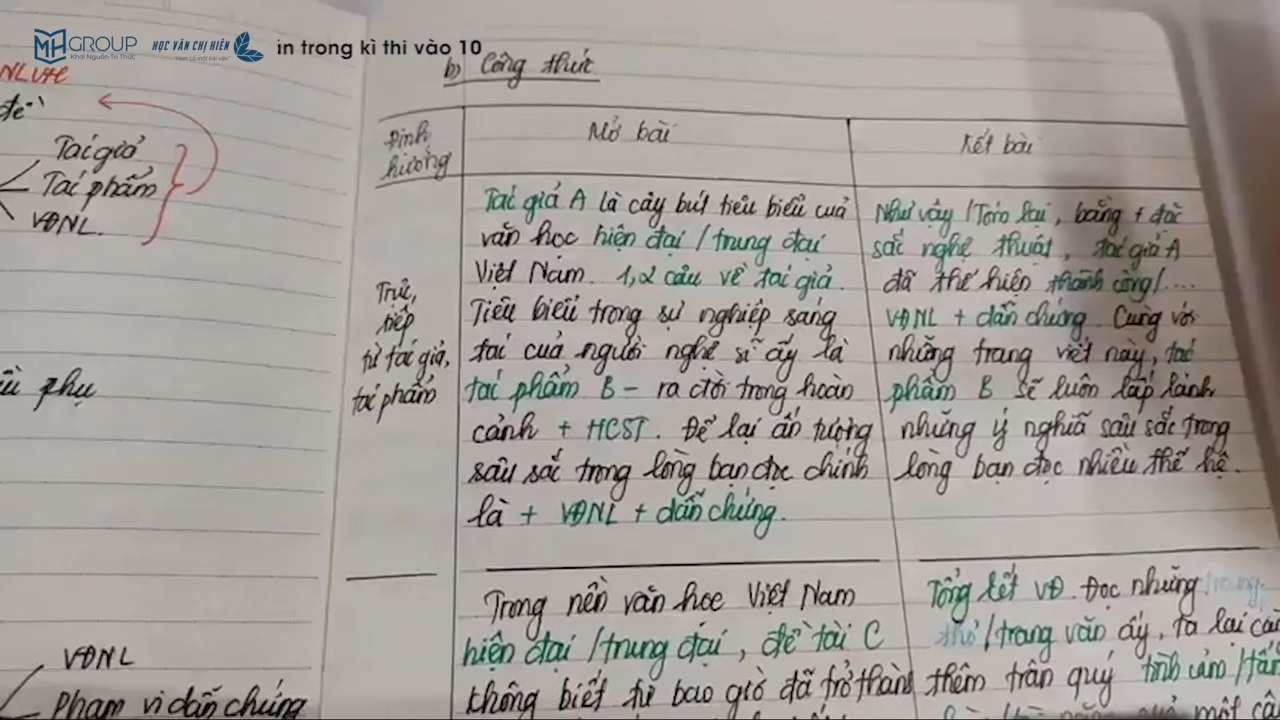 MH GROUP
Khơi Nguồn Tri Thức
HỌC VĂN CHỊ HIÊN
in trong kì thi vào 10
NLVH
đề
Tác giả
Tác phẩm
VĐNL.
phụ
VĐNL
Phạm vi dẫn chứng
b) Công thức
Định hướng
Mở bài
Kết bài
Trực
tiếp
từ tác giả,
tác phẩm
Tác giả A là cây bút tiêu biểu của
văn học hiện đại / trung đại
Việt Nam. 1,2 câu về tác giả.
Tiêu biểu trong sự nghiệp sáng
tác của người nghệ sĩ ấy là
tác phẩm B - ra đời trong hoàn
cảnh + HCST. Để lại ấn tượng
sâu sắc trong lòng bạn đọc chính
là + VĐNL + dẫn chứng.
Như vậy / Tóm lại, bằng + đặc
sắc nghệ thuật, tác giả A
đã thể hiện thành công/....
VĐNL + dẫn chứng. Cùng với
những trang viết này, tác
phẩm B sẽ luôn lấp lánh
những ý nghĩa sâu sắc trong
lòng bạn đọc nhiều thế hệ.
Trong nền văn học Việt Nam
hiện đại / trung đại, đề tài C
không biết từ bao giờ đã trở thành
Tổng kết VĐ. Đọc những trang
thơ / trang văn ấy, ta lại càng
thêm trân quý tình cảm /